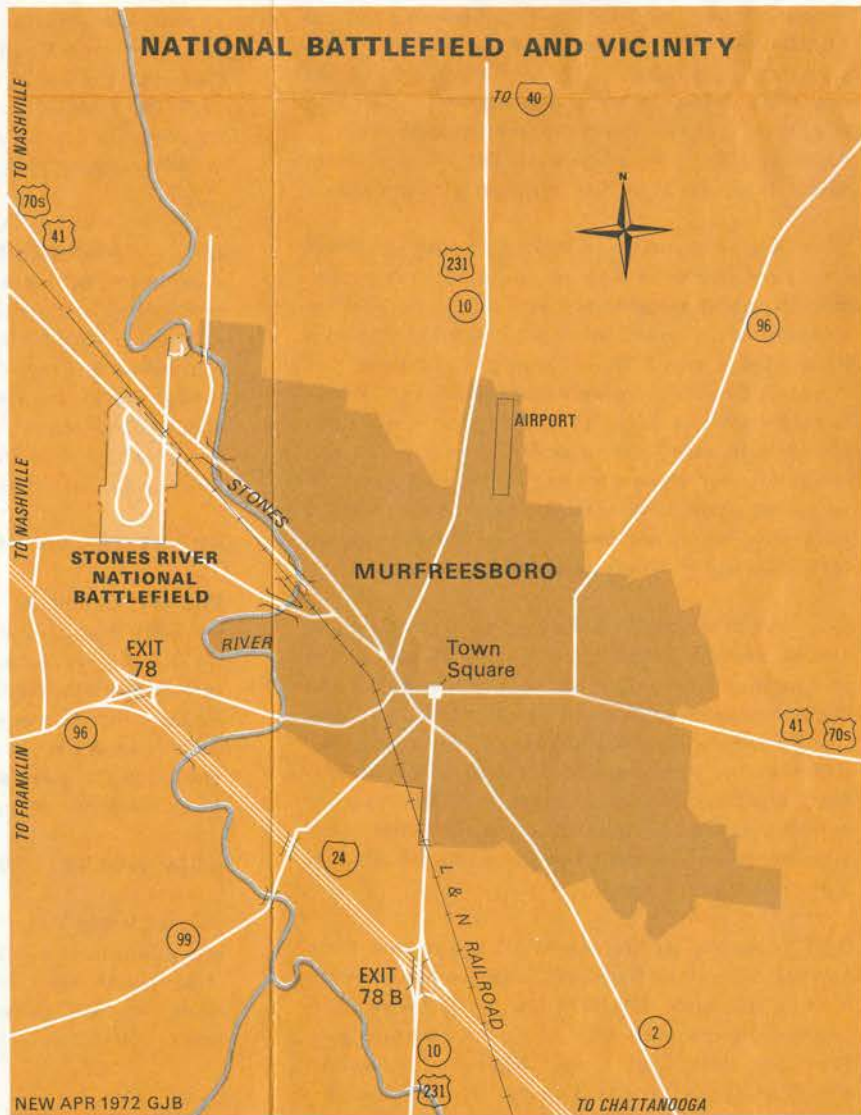 NATIONAL BATTLEFIELD AND VICINITY
TO NASHVILLE
TO 40
N
70S
41
231
10
96
AIRPORT
STONES
TO NASHVILLE
STONES RIVER
NATIONAL
BATTLEFIELD
MURFREESBORO
RIVER
EXIT
78
Town
Square
96
41
70S
TO FRANKLIN
24
L & N RAILROAD
99
EXIT
78 B
2
10
231
NEW APR 1972 GJB
TO CHATTANOOGA